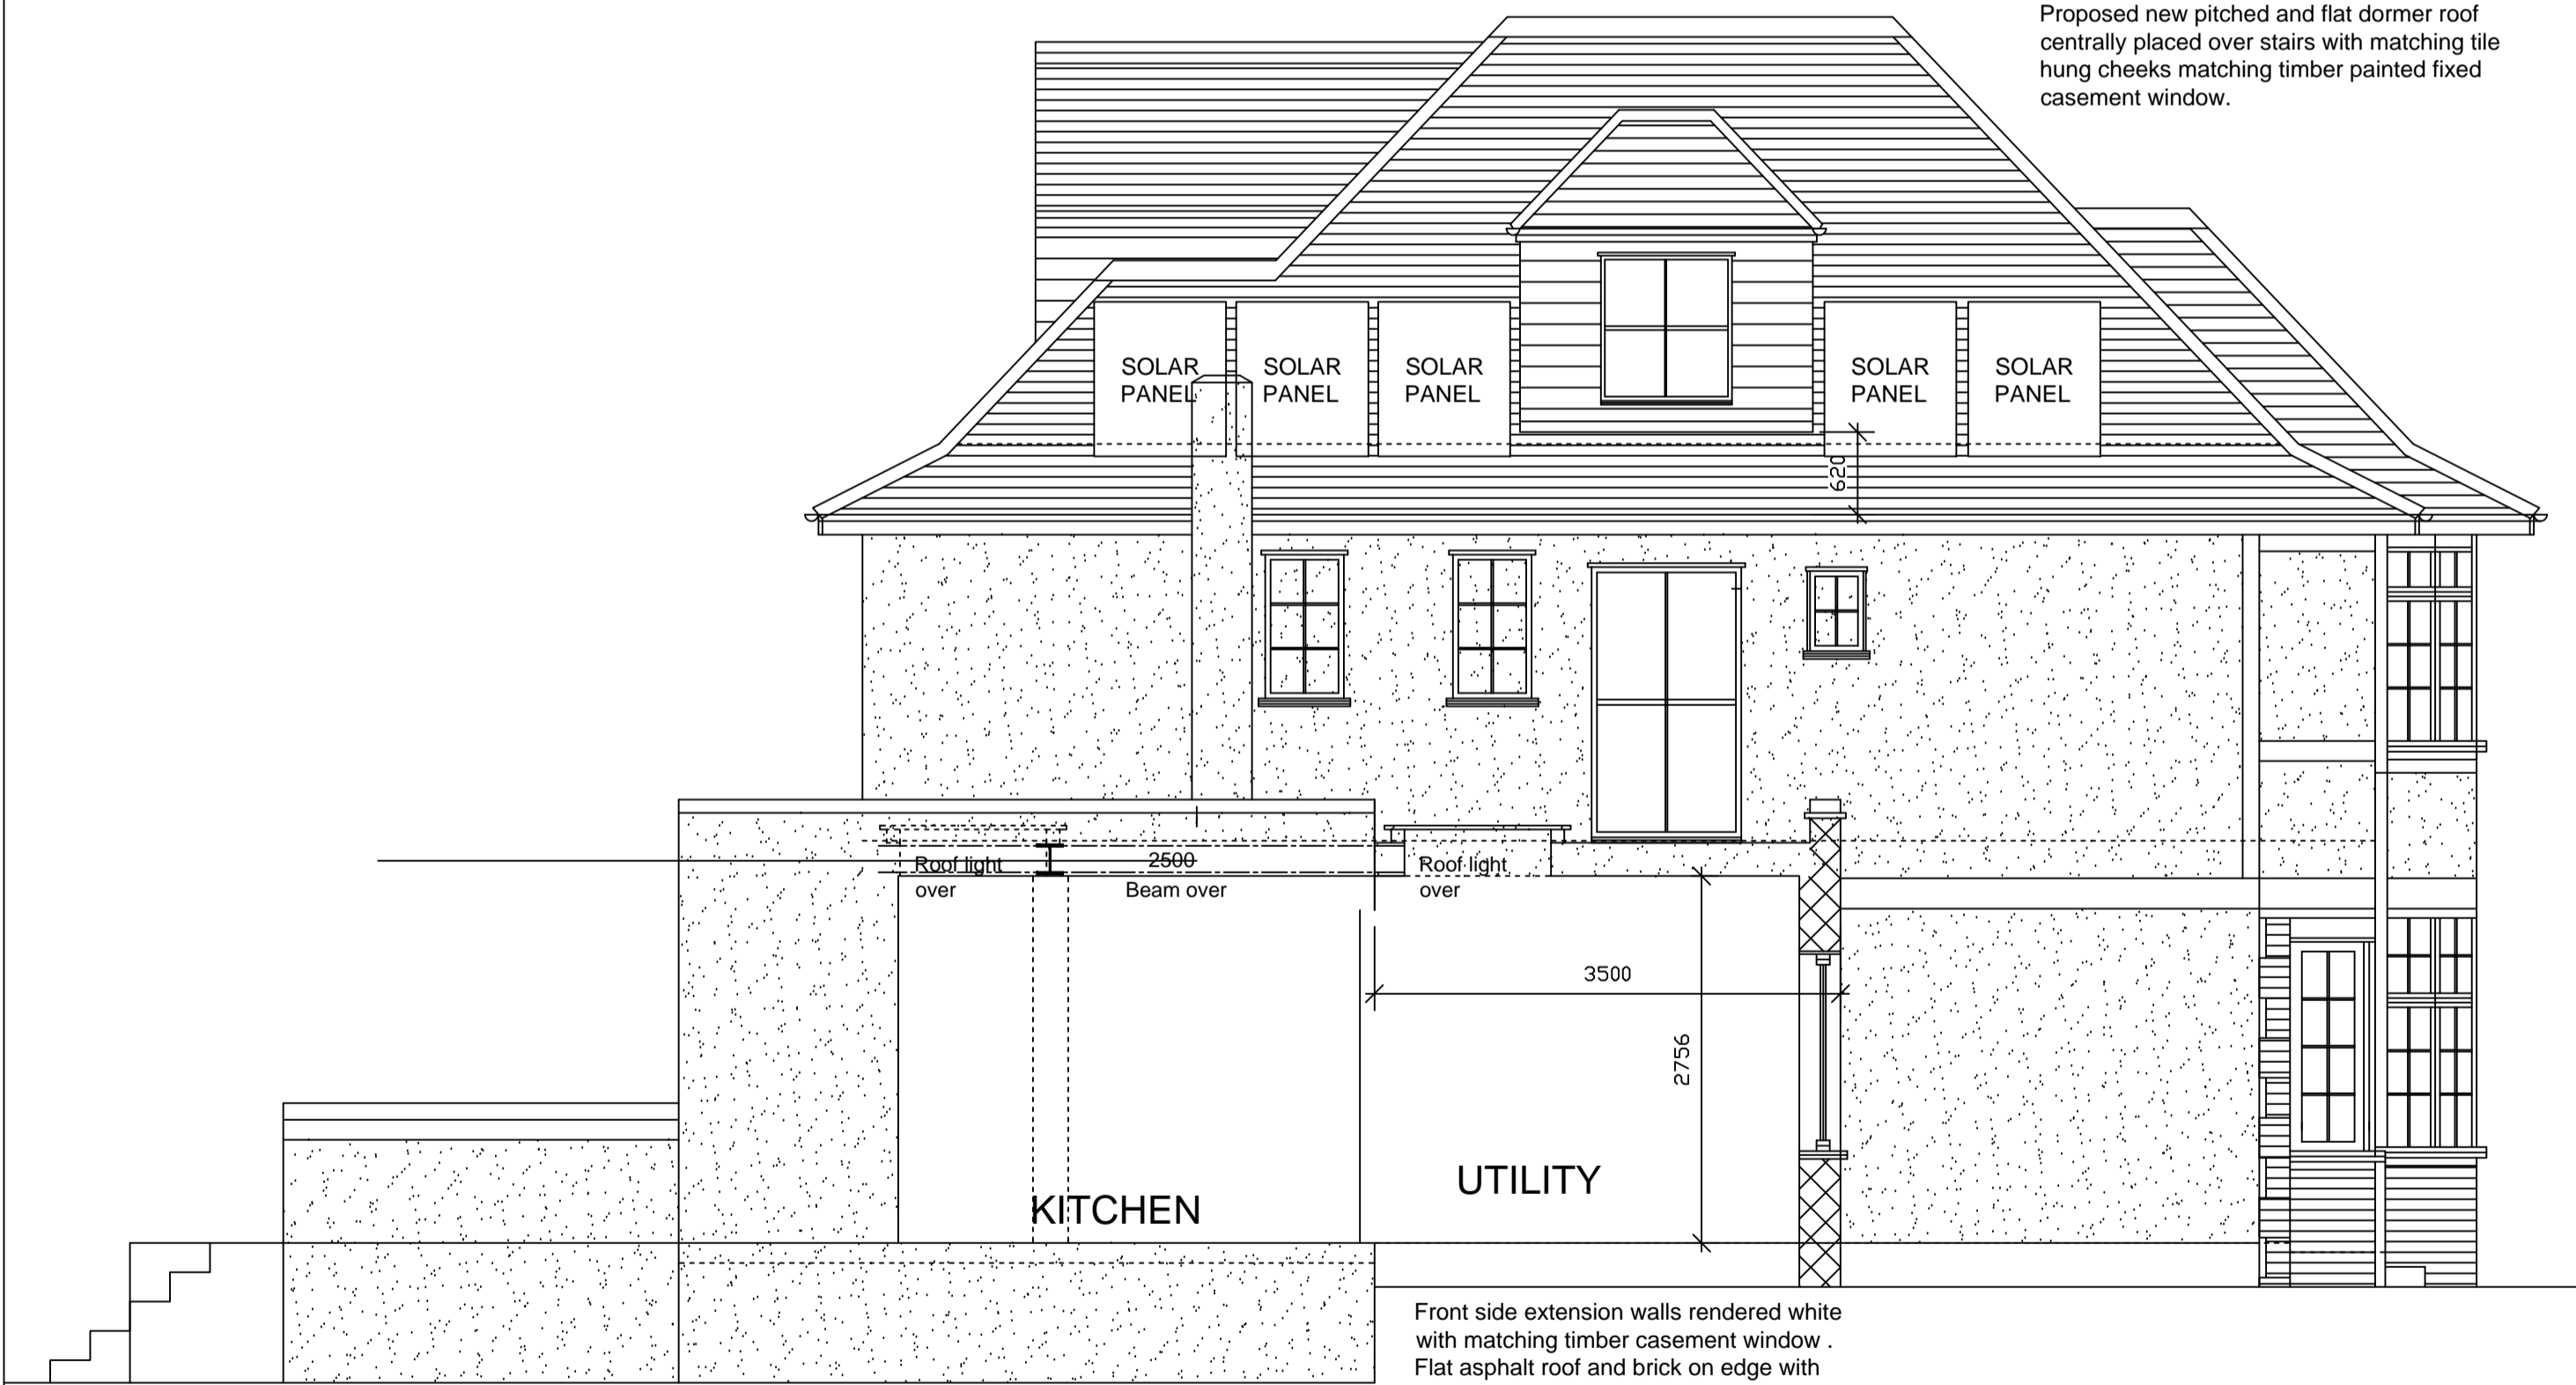 Proposed new pitched and flat dormer roof
centrally placed over stairs with matching tile
hung cheeks matching timber painted fixed
casement window.
SOLAR
PANEL
SOLAR
PANEL
SOLAR
PANEL
SOLAR
PANEL
SOLAR
PANEL
620
Roof light
over
2500
Beam over
Roof light
over
3500
2756
KITCHEN
UTILITY
Front side extension walls rendered white
with matching timber casement window .
Flat asphalt roof and brick on edge with